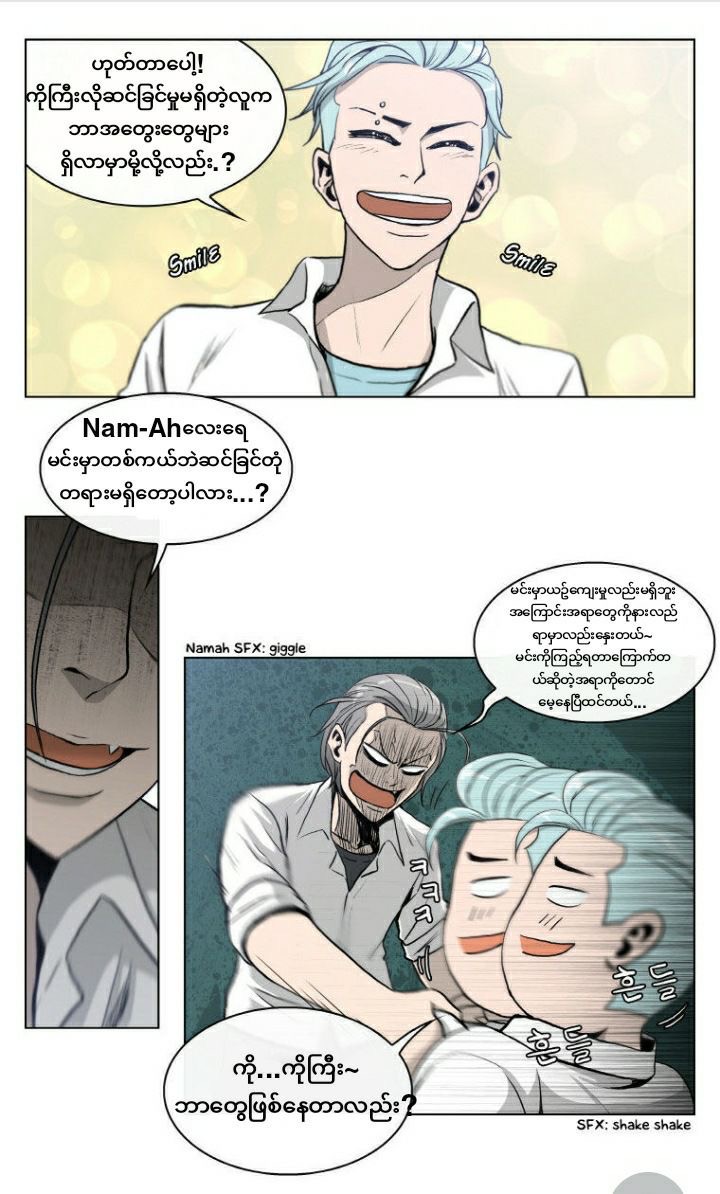 ဟုတ်တာပေါ့!
ကိုကြီးလိုဆင်ခြင်မှုမရှိတဲ့လူက
ဘာအတွေးတွေများ
ရှိလာမှာမို့လို့လည်း.?
Smile
Smile
Nam-Ahလေးရေ
မင်းမှာတစ်ကယ်ဘဲဆင်ခြင်တုံ
တရားမရှိတော့ပါလား...?
မင်းမှာယဥ်ကျေးမှုလည်းမရှိဘူး
အကြောင်းအရာတွေကိုနားလည်
ရာမှာလည်းနှေးတယ်~
မင်းကိုကြည့်ရတာကြောက်တ
ယ်ဆိုတဲ့အရာကိုတောင်
မေ့နေပြီထင်တယ်...
Namah SFX: giggle
ㅋㅋㅋ
흔들
흔들
ကို...ကိုကြီး~
ဘာတွေဖြစ်နေတာလည်း?
SFX: shake shake